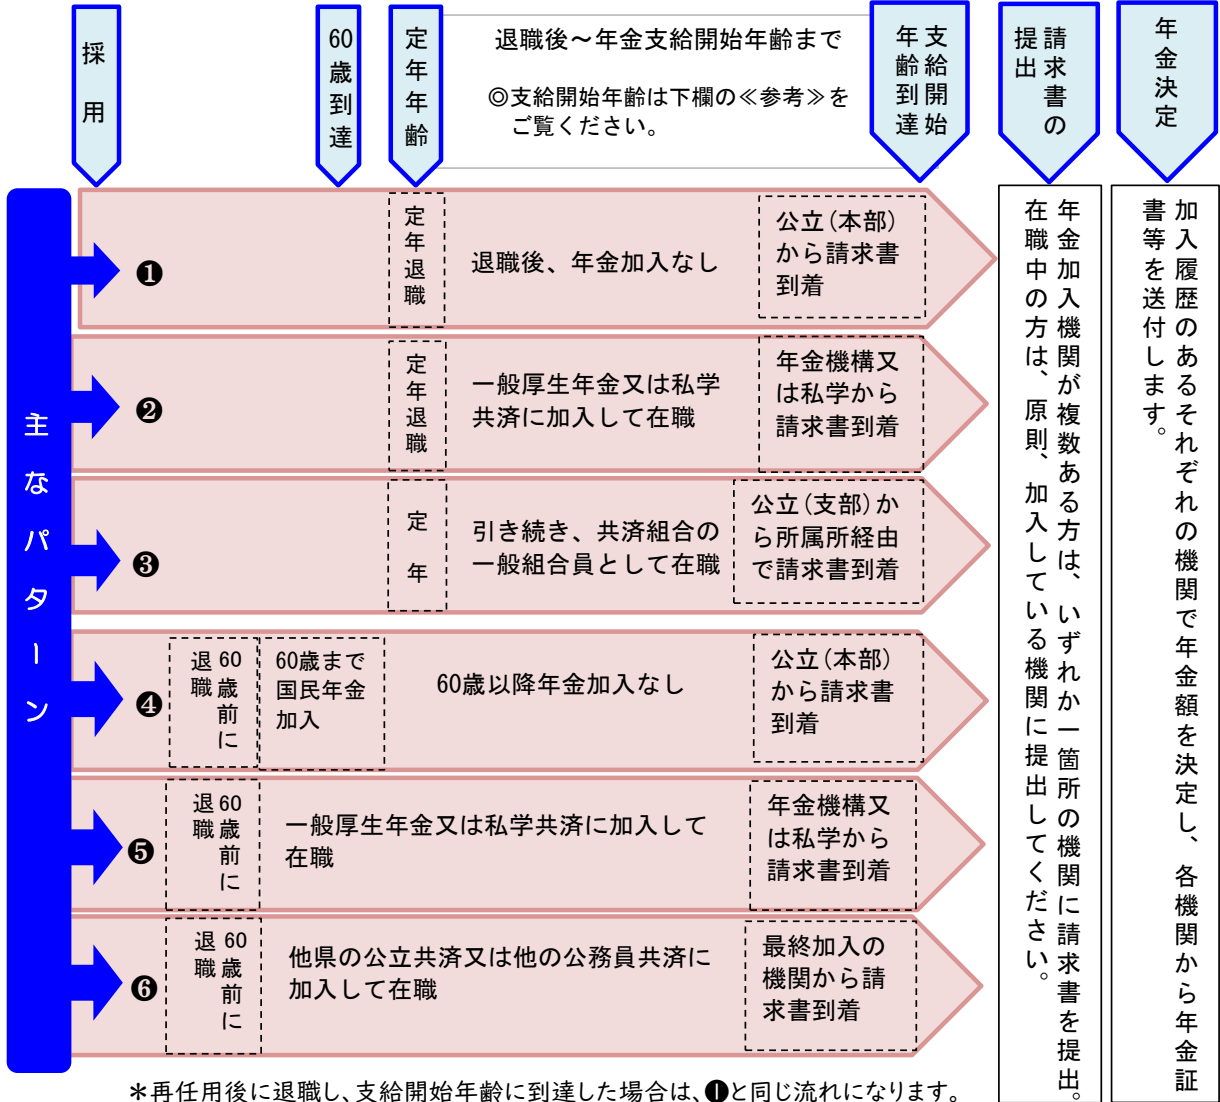 採用
60歳到達
定年年齢
退職後～年金支給開始年齢まで
◎支給開始年齢は下欄の≪参考≫を
ご覧ください。
支給開始
年齢到達
請求書の
提出
年金決定
主なパターン
❶
定年退職
退職後、年金加入なし
公立(本部)
から請求書
到着
❷
定年退職
一般厚生年金又は私学
共済に加入して在職
年金機構又
は私学から
請求書到着
❸
定年
引き続き、共済組合の
一般組合員として在職
公立(支部)か
ら所属所経由
で請求書到着
❹
60歳前に
退職
60歳まで
国民年金
加入
60歳以降年金加入なし
公立(本部)
から請求書
到着
❺
60歳前に
退職
一般厚生年金又は私学共済に加入して
在職
年金機構又
は私学から
請求書到着
❻
60歳前に
退職
他県の公立共済又は他の公務員共済に
加入して在職
最終加入の
機関から請
求書到着
年金加入機関が複数ある方は、いずれか一箇所の機関に請求書を提出。
在職中の方は、原則、加入している機関に提出してください。
加入履歴のあるそれぞれの機関で年金額を決定し、各機関から年金証
書等を送付します。
＊再任用後に退職し、支給開始年齢に到達した場合は、❶と同じ流れになります。